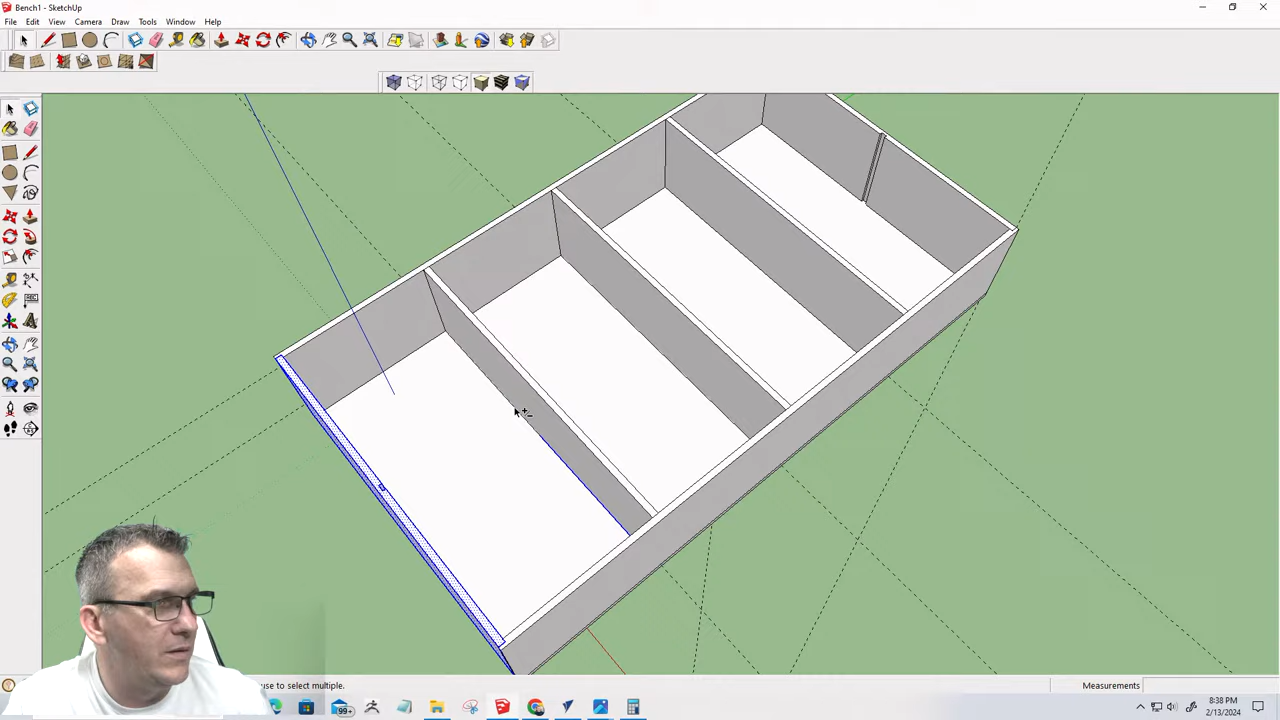 Bench1 - SketchUp
File Edit View Camera Draw Tools Window Help
use to select multiple.
Measurements
99+
8:38 PM
2/13/2024